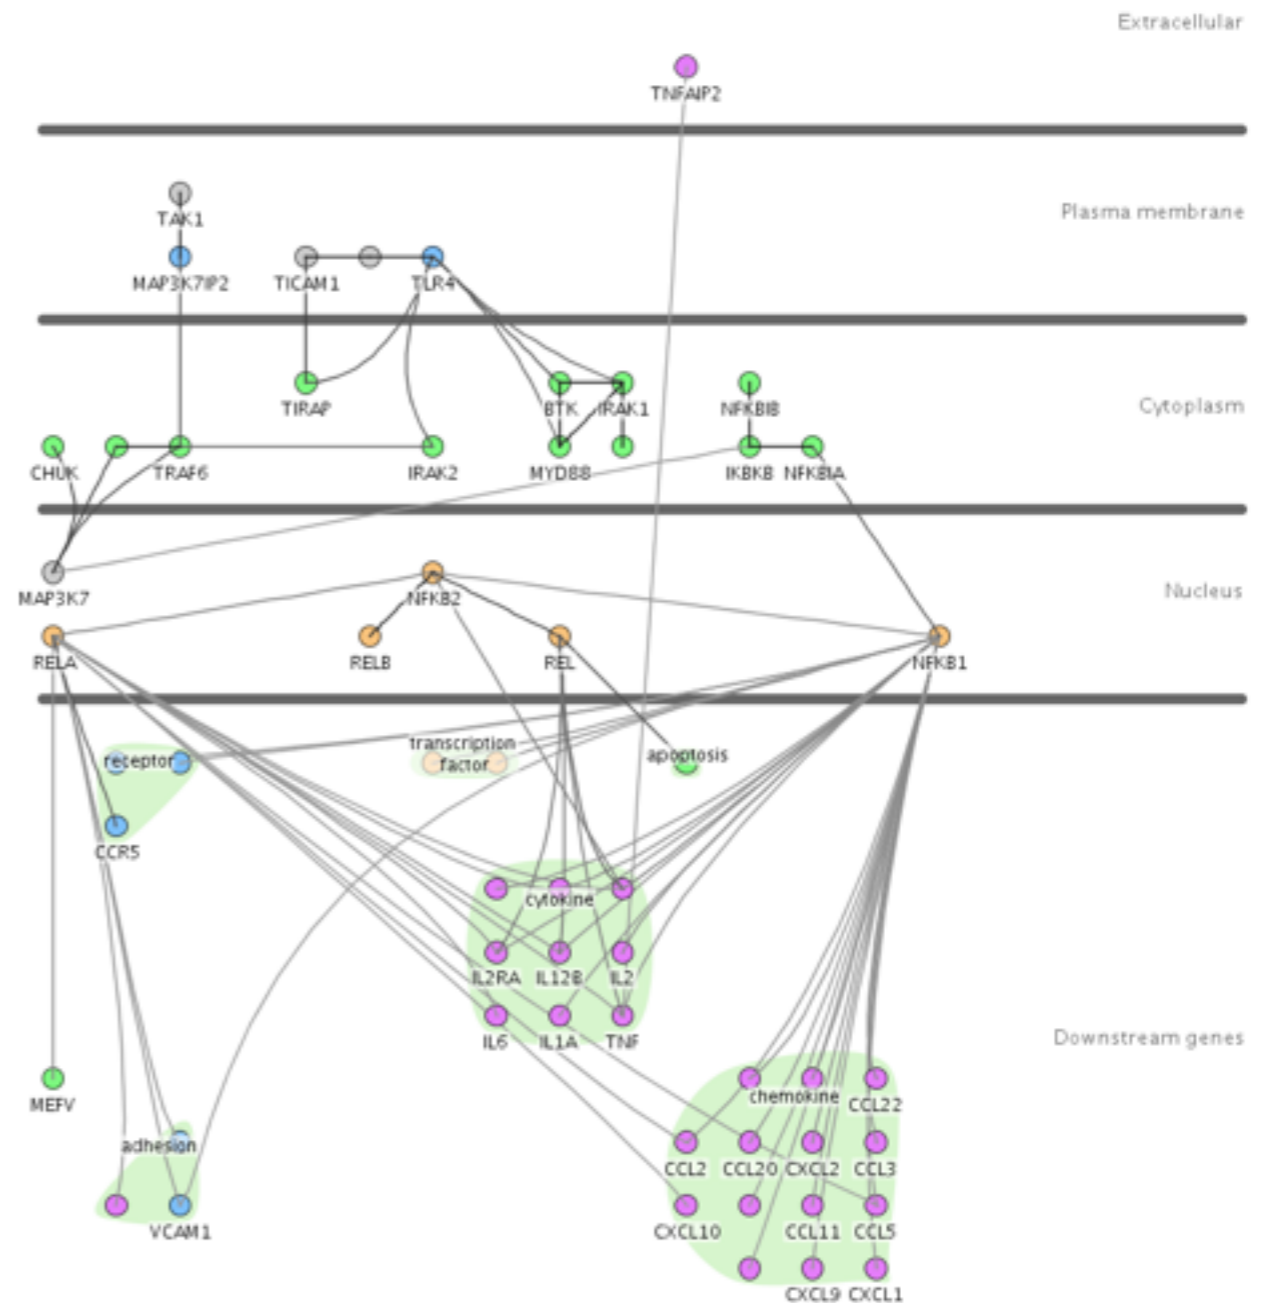 Extracellular
TNFAIP2
TAK1
Plasma membrane
MAP3K7IP2
TICAM1
TLR4
TIRAP
BTK
IRAK1
NFKBIB
Cytoplasm
CHUK
TRAF6
IRAK2
MYD88
IKBKB
NFKBIA
MAP3K7
NFKB2
Nucleus
RELA
RELB
REL
NFKB1
receptor
transcription
factor
apoptosis
CCR5
cytokine
IL2RA
IL12B
IL2
IL6
IL1A
TNF
Downstream genes
MEFV
chemokine
CCL22
adhesion
CCL2
CCL20
CXCL2
CCL3
VCAM1
CXCL10
CCL11
CCL5
CXCL9
CXCL1